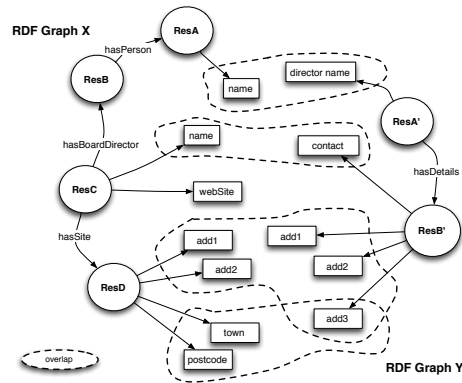 RDF Graph X
ResA
hasPerson
director name
ResB
name
ResA'
name
hasBoardDirector
contact
hasDetails
ResC
webSite
hasSite
add1
add1
ResB'
add2
add2
ResD
add3
town
postcode
overlap
RDF Graph Y